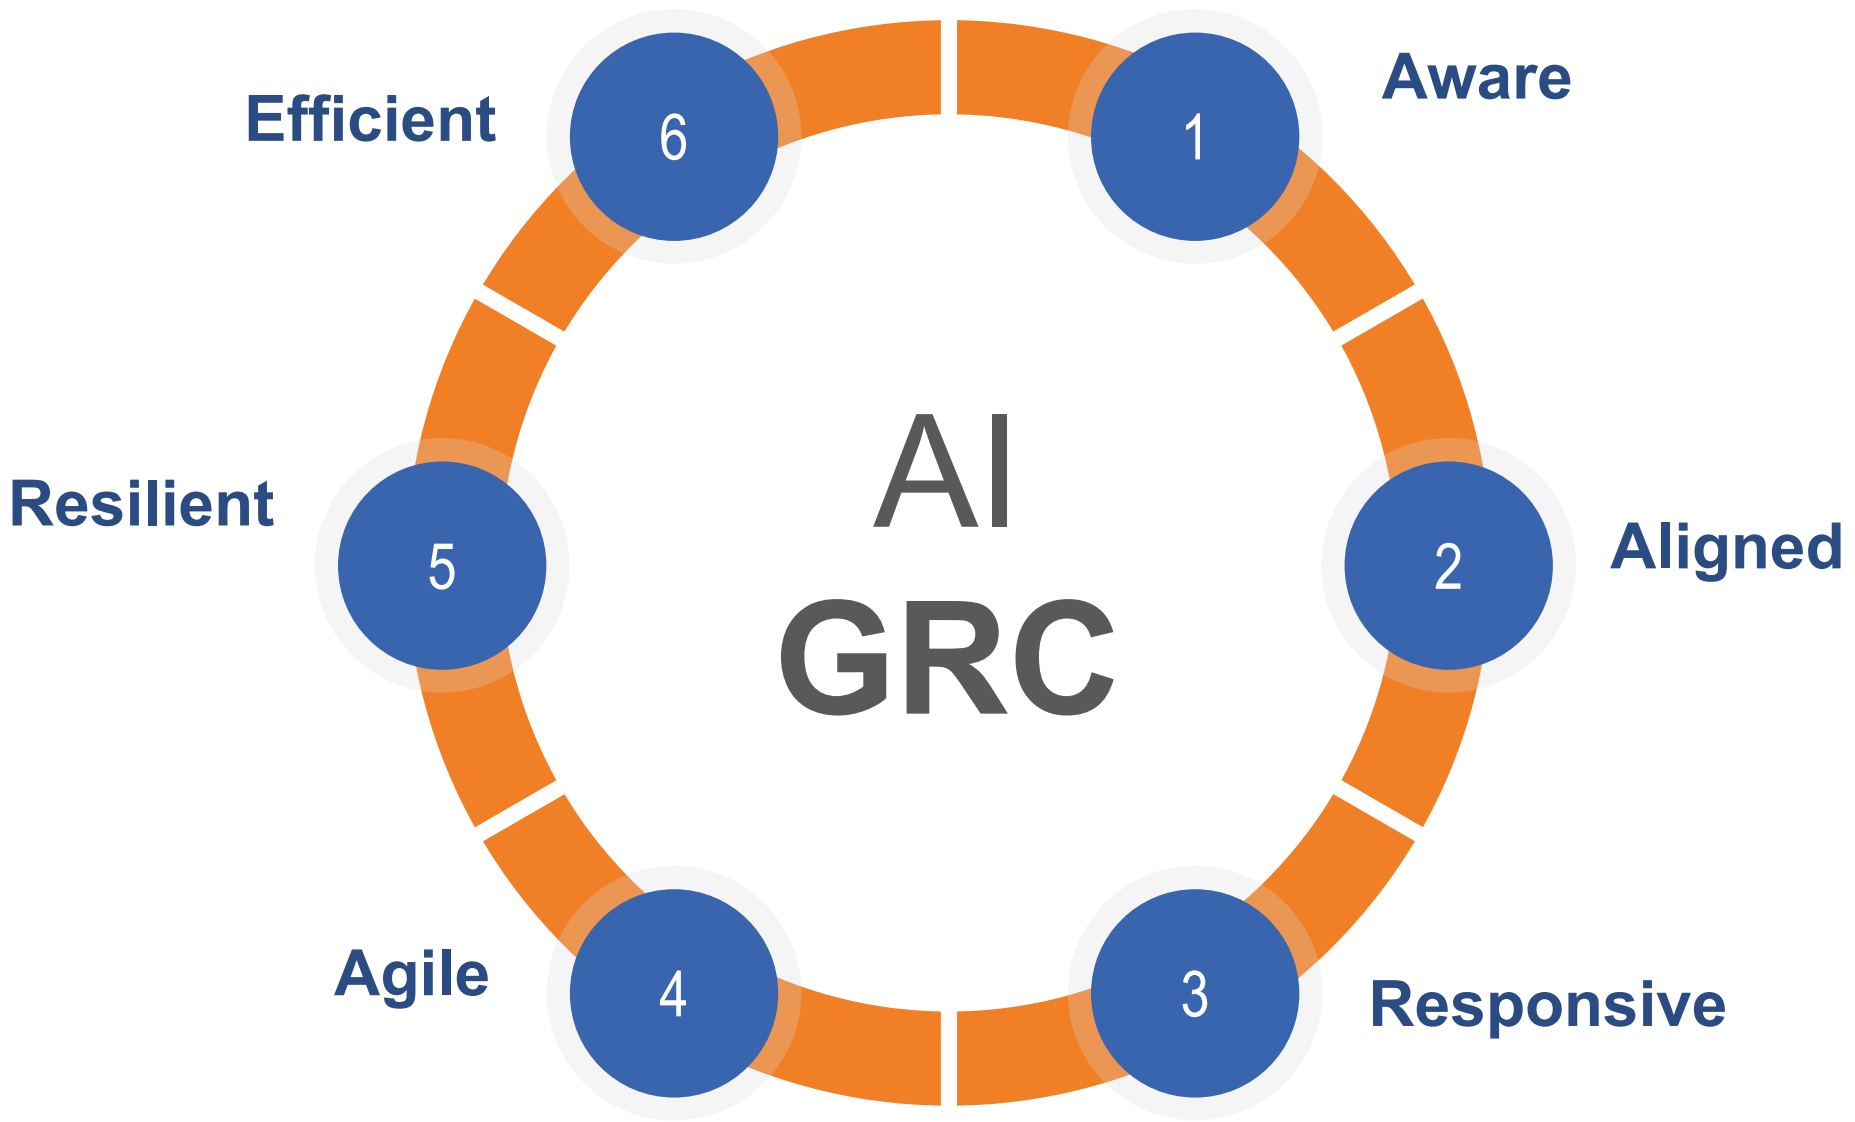 AI
GRC
1
Aware
2
Aligned
3
Responsive
4
Agile
5
Resilient
6
Efficient